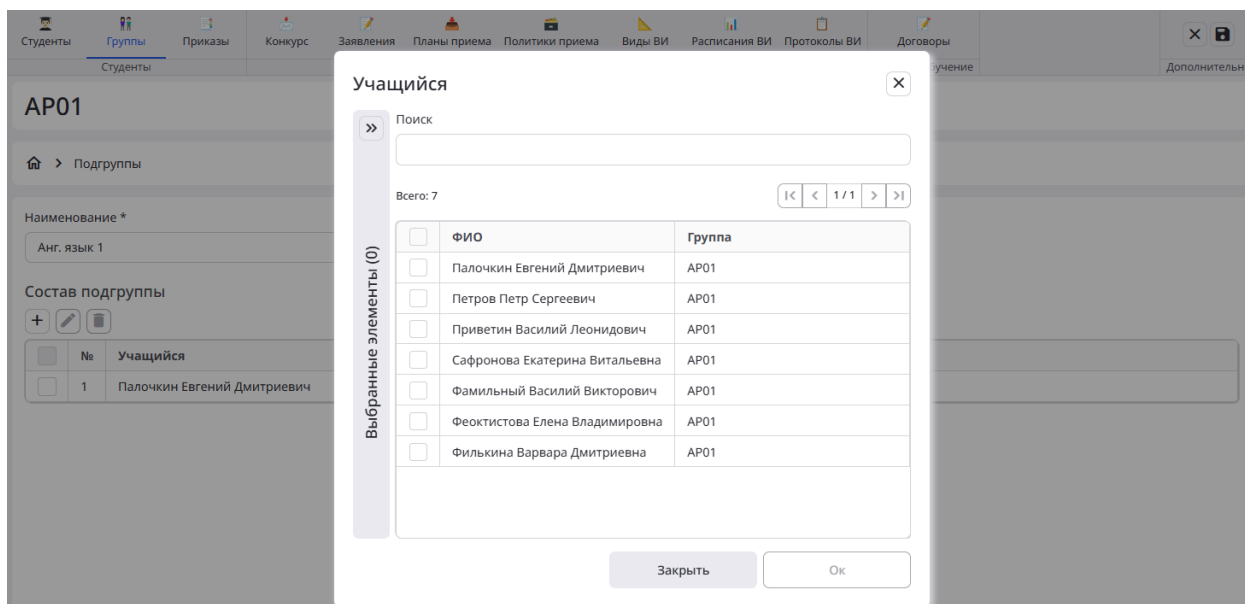 Студенты Группы Приказы Конкурс Заявления Планы приема Политики приема Виды ВИ Расписания ВИ Протоколы ВИ Договоры
Студенты
бучение
Дополнительн
АР01
Подгруппы
Наименование *
Анг. язык 1
Состав подгруппы
№ Учащийся
1 Палочкин Евгений Дмитриевич
Учащийся
Выбранные элементы (0)
Поиск
Всего: 7
1 / 1
ФИО Группа
Палочкин Евгений Дмитриевич АР01
Петров Петр Сергеевич АР01
Приветин Василий Леонидович АР01
Сафронова Екатерина Витальевна АР01
Фамильный Василий Викторович АР01
Феоктистова Елена Владимировна АР01
Филькина Варвара Дмитриевна АР01
Закрыть Ок